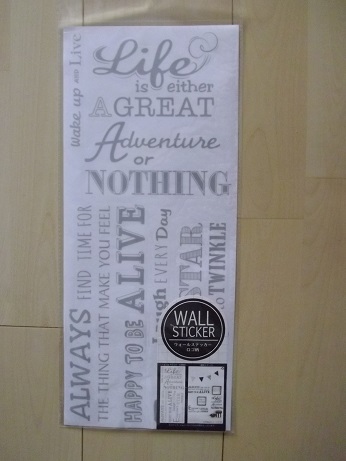 wake up and Live
Life
is either
A GREAT
Adventure
or
NOTHING
ALWAYS FIND TIME FOR
THE THING THAT MAKE YOU FEEL
HAPPY TO BE ALIVE
EVERY Day
STAR
TWINKLE
WALL
STICKER
ウォールステッカー